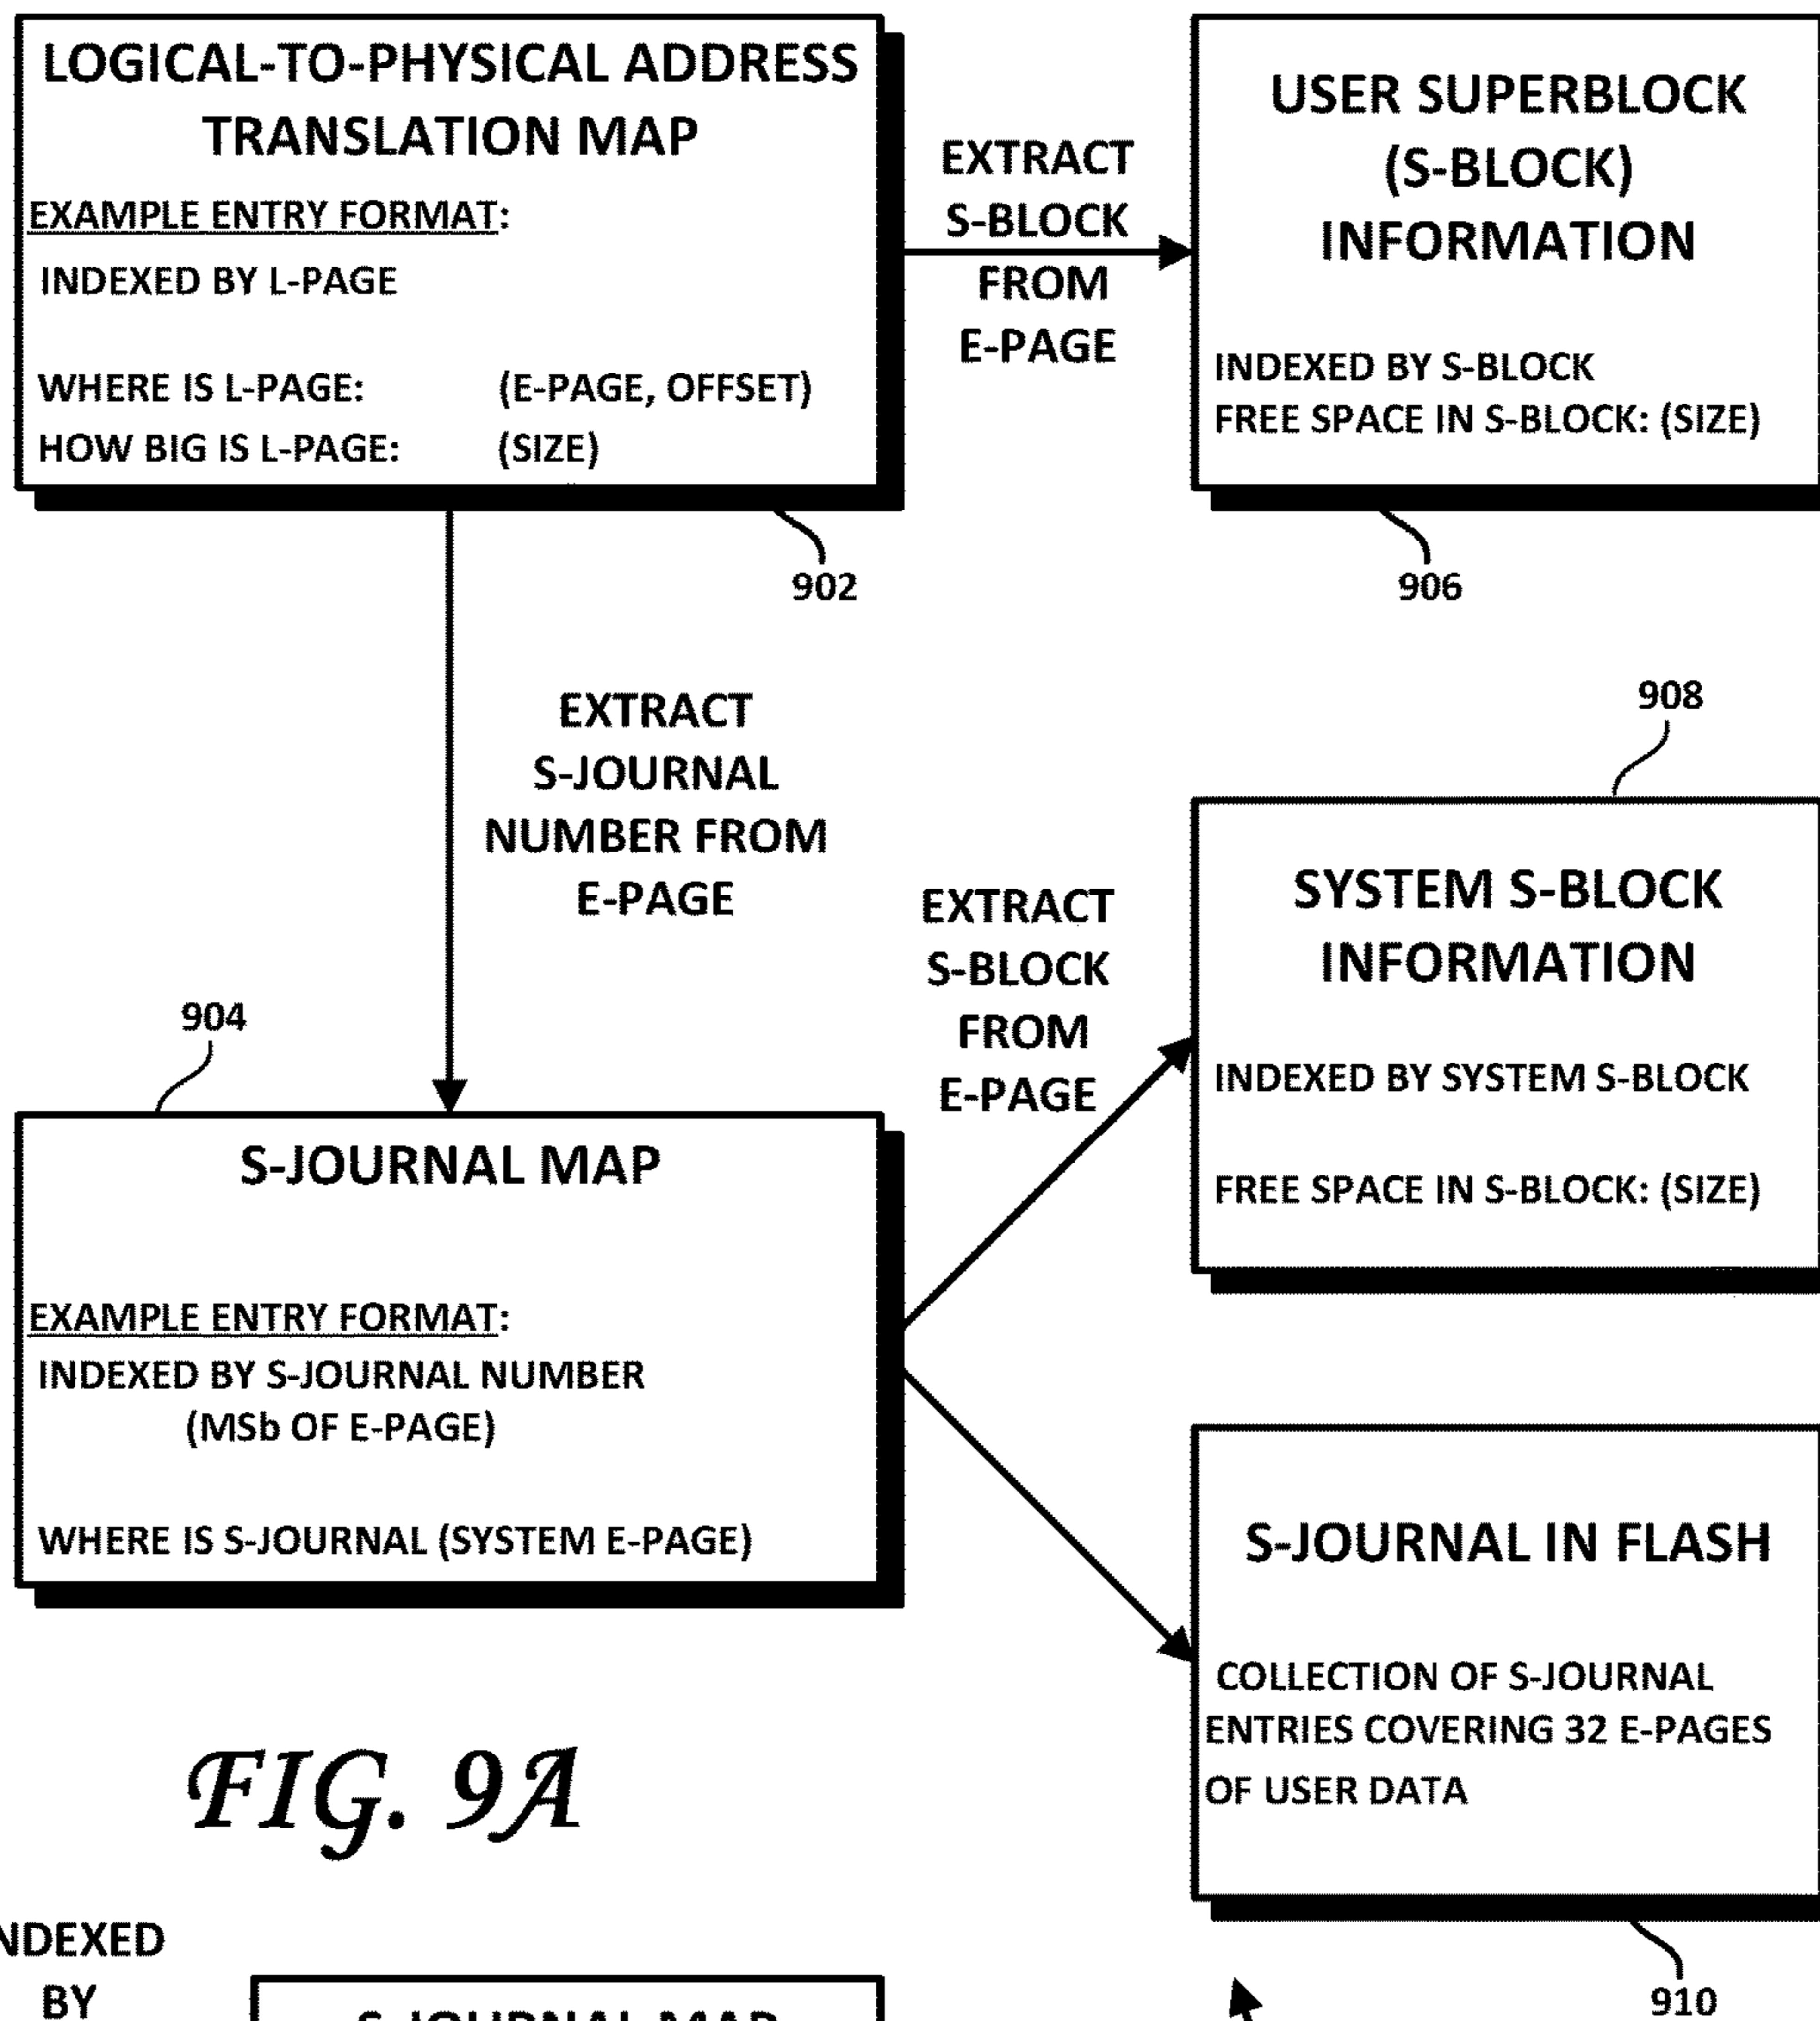 LOGICAL-TO-PHYSICAL ADDRESS
TRANSLATION MAP
EXAMPLE ENTRY FORMAT:
INDEXED BY L-PAGE
WHERE IS L-PAGE: (E-PAGE, OFFSET)
HOW BIG IS L-PAGE: (SIZE)
902
EXTRACT
S-BLOCK
FROM
E-PAGE
USER SUPERBLOCK
(S-BLOCK)
INFORMATION
INDEXED BY S-BLOCK
FREE SPACE IN S-BLOCK: (SIZE)
906
EXTRACT
S-JOURNAL
NUMBER FROM
E-PAGE
904
S-JOURNAL MAP
EXAMPLE ENTRY FORMAT:
INDEXED BY S-JOURNAL NUMBER
(MSb OF E-PAGE)
WHERE IS S-JOURNAL (SYSTEM E-PAGE)
EXTRACT
S-BLOCK
FROM
E-PAGE
908
SYSTEM S-BLOCK
INFORMATION
INDEXED BY SYSTEM S-BLOCK
FREE SPACE IN S-BLOCK: (SIZE)
S-JOURNAL IN FLASH
COLLECTION OF S-JOURNAL
ENTRIES COVERING 32 E-PAGES
OF USER DATA
910
FIG. 9A
NDEXED
BY
S-JOURNAL MAP